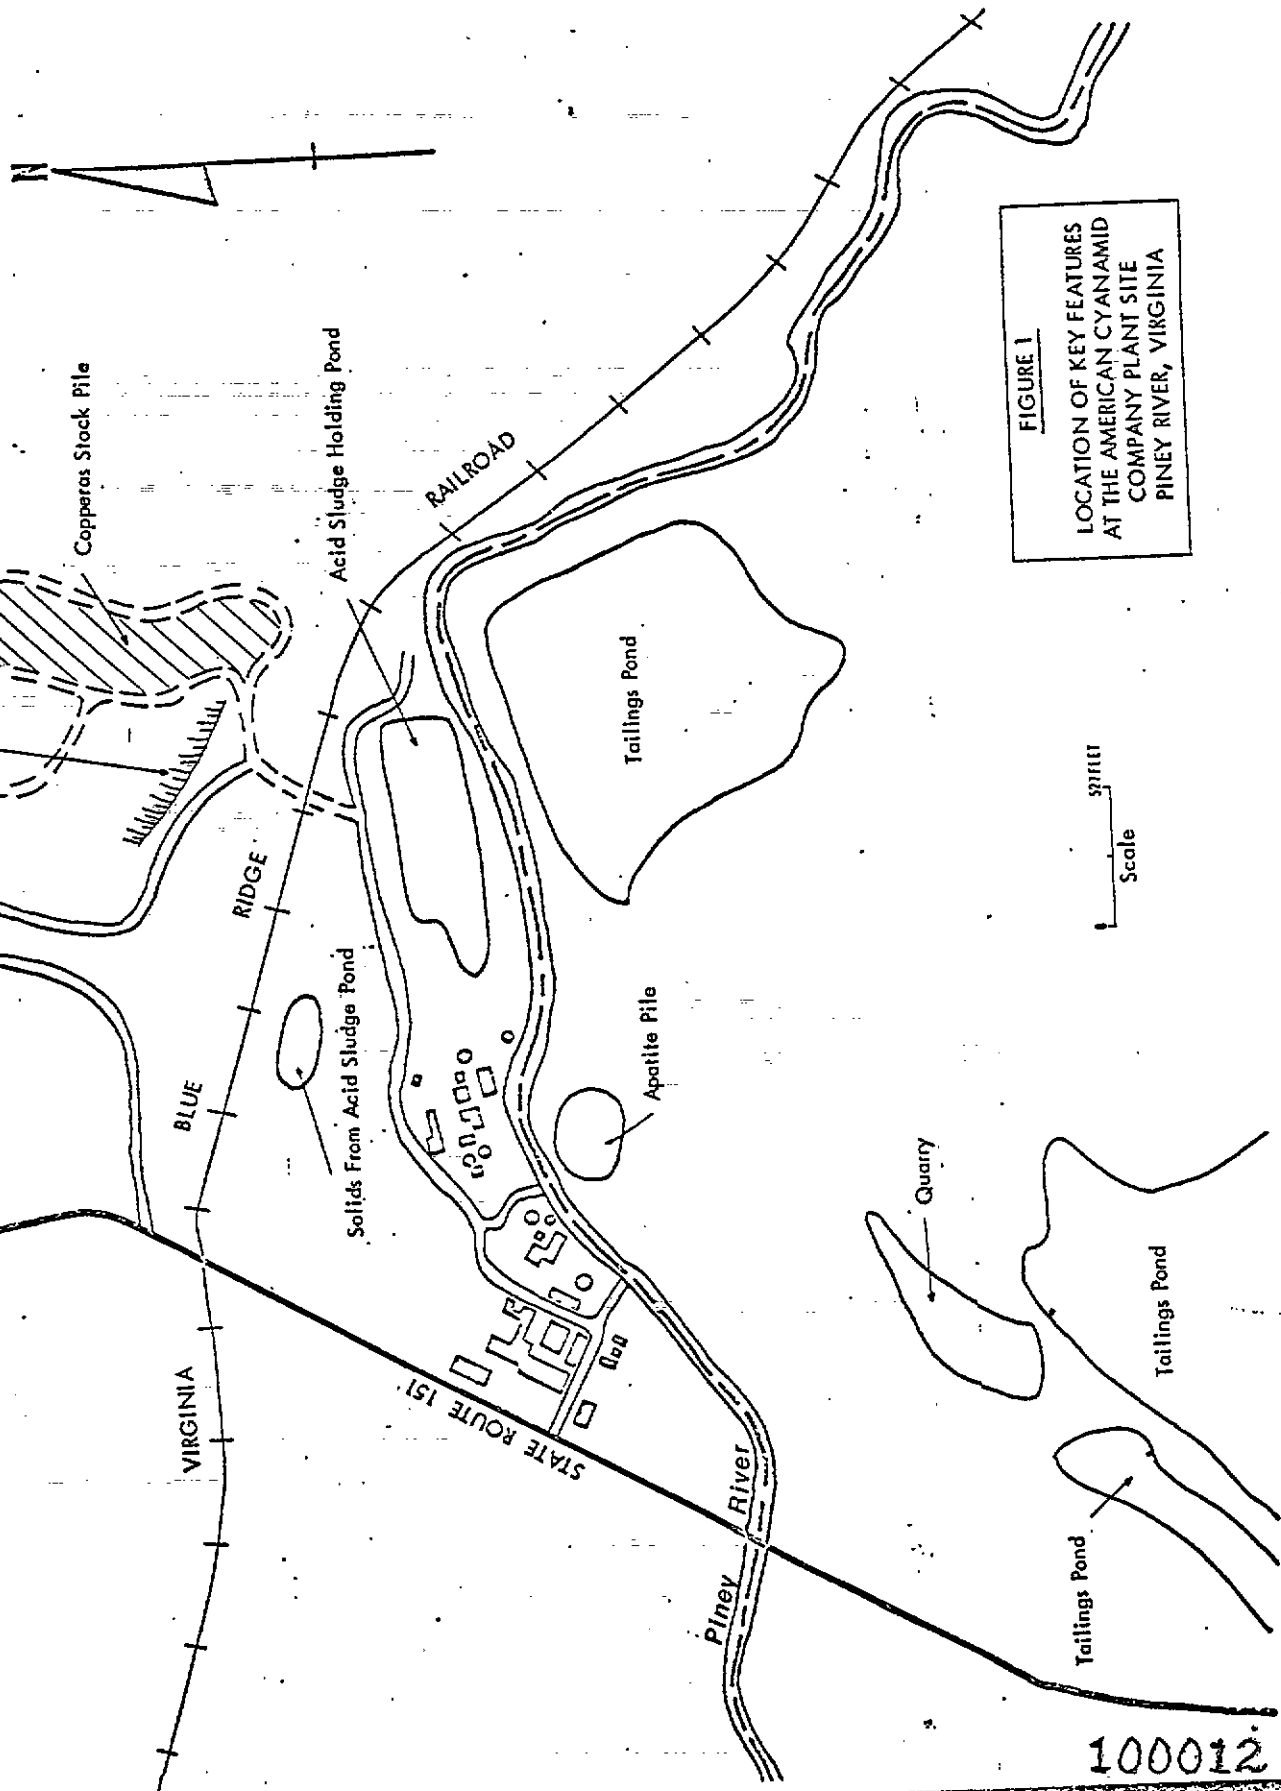 N
Copperas Stock Pile
Acid Sludge Holding Pond
RAILROAD
RIDGE
BLUE
VIRGINIA
Solids From Acid Sludge Pond
Tailings Pond
Apatite Pile
STATE ROUTE 151
Piney River
Quarry
Tailings Pond
Tailings Pond
Scale
FIGURE 1
LOCATION OF KEY FEATURES
AT THE AMERICAN CYANAMID
COMPANY PLANT SITE
PINEY RIVER, VIRGINIA
100012